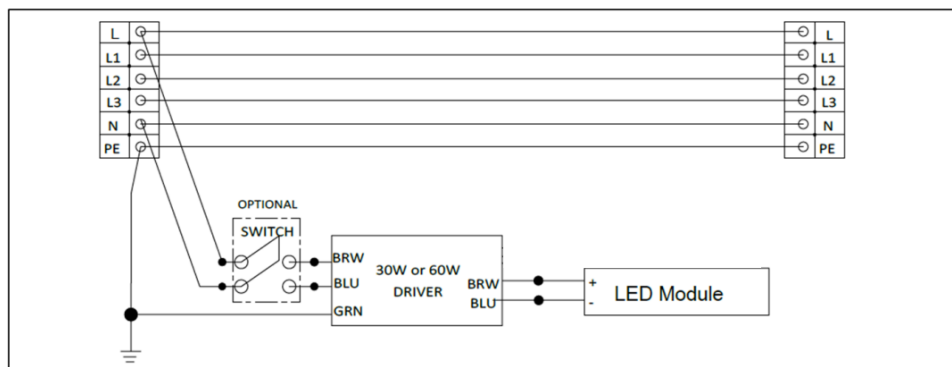 L
L1
L2
L3
N
PE
L
L1
L2
L3
N
PE
OPTIONAL
SWITCH
BRW
BLU
GRN
30W or 60W
DRIVER
BRW
BLU
+
-
LED Module